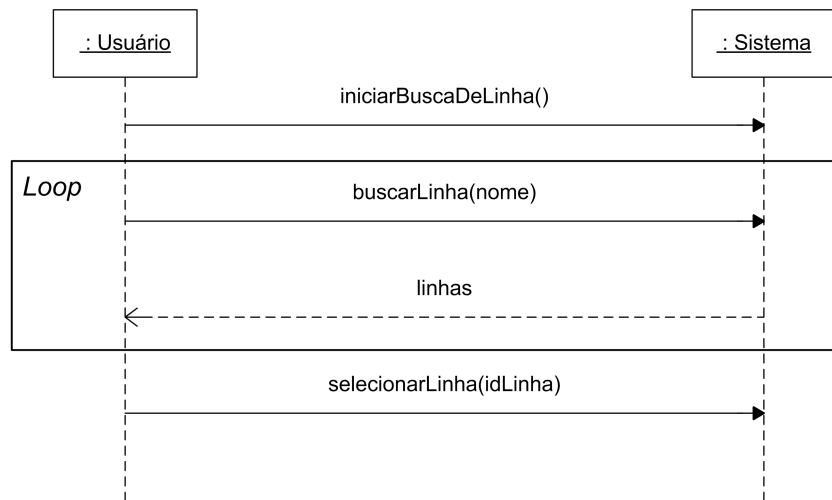 : Usuário
: Sistema
iniciarBuscaDeLinha()
Loop
buscarLinha(nome)
linhas
selecionarLinha(idLinha)